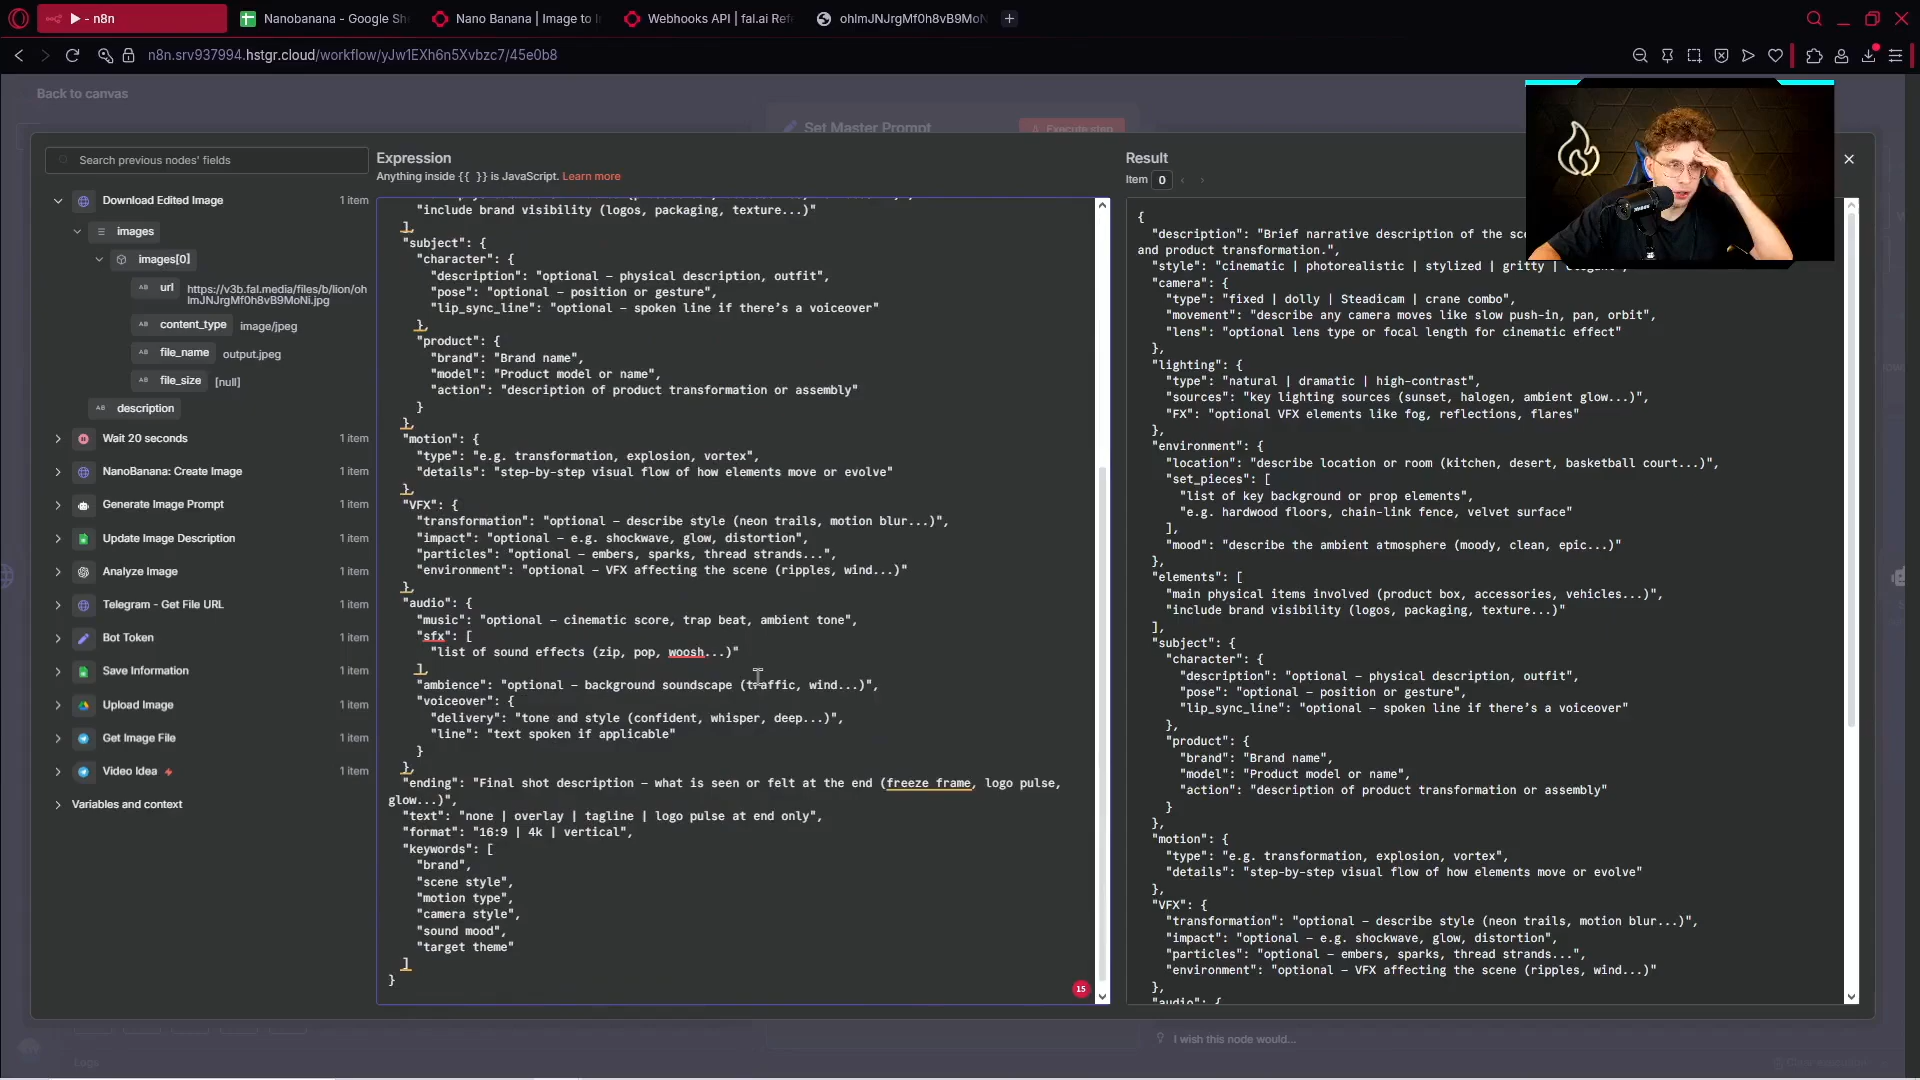 - n8n
Nanobanana - Google Sh
Nano Banana | Image to I
Webhooks API | fal.ai Ref
ohlmJNJrgMf0h8vB9MoN
n8n.srv937994.hstgr.cloud/workflow/yJw1EXh6n5Xvbzc7/45e0b8
Back to canvas
Set Master Prompt
Execute step
Search previous nodes' fields
Download Edited Image
1 item
images
images[0]
url
https://v3b.fal.media/files/b/lion/oh
lmJNJrgMf0h8vB9MoNi.jpg
content_type
image/jpeg
file_name
output.jpeg
file_size
[null]
description
Wait 20 seconds
1 item
NanoBanana: Create Image
1 item
Generate Image Prompt
1 item
Update Image Description
1 item
Analyze Image
1 item
Telegram - Get File URL
1 item
Bot Token
1 item
Save Information
1 item
Upload Image
1 item
Get Image File
1 item
Video Idea
1 item
Variables and context
Expression
Anything inside {{ }} is JavaScript. Learn more
"include brand visibility (logos, packaging, texture...)"
],
"subject": {
"character": {
"description": "optional – physical description, outfit",
"pose": "optional – position or gesture",
"lip_sync_line": "optional – spoken line if there’s a voiceover"
},
"product": {
"brand": "Brand name",
"model": "Product model or name",
"action": "description of product transformation or assembly"
}
},
"motion": {
"type": "e.g. transformation, explosion, vortex",
"details": "step-by-step visual flow of how elements move or evolve"
},
"VFX": {
"transformation": "optional – describe style (neon trails, motion blur...)",
"impact": "optional – e.g. shockwave, glow, distortion",
"particles": "optional – embers, sparks, thread strands...",
"environment": "optional – VFX affecting the scene (ripples, wind...)"
},
"audio": {
"music": "optional – cinematic score, trap beat, ambient tone",
"sfx": [
"list of sound effects (zip, pop, woosh...)"
],
"ambience": "optional – background soundscape (traffic, wind...)",
"voiceover": {
"delivery": "tone and style (confident, whisper, deep...)",
"line": "text spoken if applicable"
}
},
"ending": "Final shot description – what is seen or felt at the end (freeze frame, logo pulse,
glow...)",
"text": "none | overlay | tagline | logo pulse at end only",
"format": "16:9 | 4k | vertical",
"keywords": [
"brand",
"scene style",
"motion type",
"camera style",
"sound mood",
"target theme"
]
}
15
Result
Item 0
{
"description": "Brief narrative description of the sc
and product transformation.",
"style": "cinematic | photorealistic | stylized | gritty |
"camera": {
"type": "fixed | dolly | Steadicam | crane combo",
"movement": "describe any camera moves like slow push-in, pan, orbit",
"lens": "optional lens type or focal length for cinematic effect"
},
"lighting": {
"type": "natural | dramatic | high-contrast",
"sources": "key lighting sources (sunset, halogen, ambient glow...)",
"FX": "optional VFX elements like fog, reflections, flares"
},
"environment": {
"location": "describe location or room (kitchen, desert, basketball court...)",
"set_pieces": [
"list of key background or prop elements",
"e.g. hardwood floors, chain-link fence, velvet surface"
],
"mood": "describe the ambient atmosphere (moody, clean, epic...)"
},
"elements": [
"main physical items involved (product box, accessories, vehicles...)",
"include brand visibility (logos, packaging, texture...)"
],
"subject": {
"character": {
"description": "optional – physical description, outfit",
"pose": "optional – position or gesture",
"lip_sync_line": "optional – spoken line if there’s a voiceover"
},
"product": {
"brand": "Brand name",
"model": "Product model or name",
"action": "description of product transformation or assembly"
}
},
"motion": {
"type": "e.g. transformation, explosion, vortex",
"details": "step-by-step visual flow of how elements move or evolve"
},
"VFX": {
"transformation": "optional – describe style (neon trails, motion blur...)",
"impact": "optional – e.g. shockwave, glow, distortion",
"particles": "optional – embers, sparks, thread strands...",
"environment": "optional – VFX affecting the scene (ripples, wind...)"
},
"audio": {
I wish this node would...
Logs